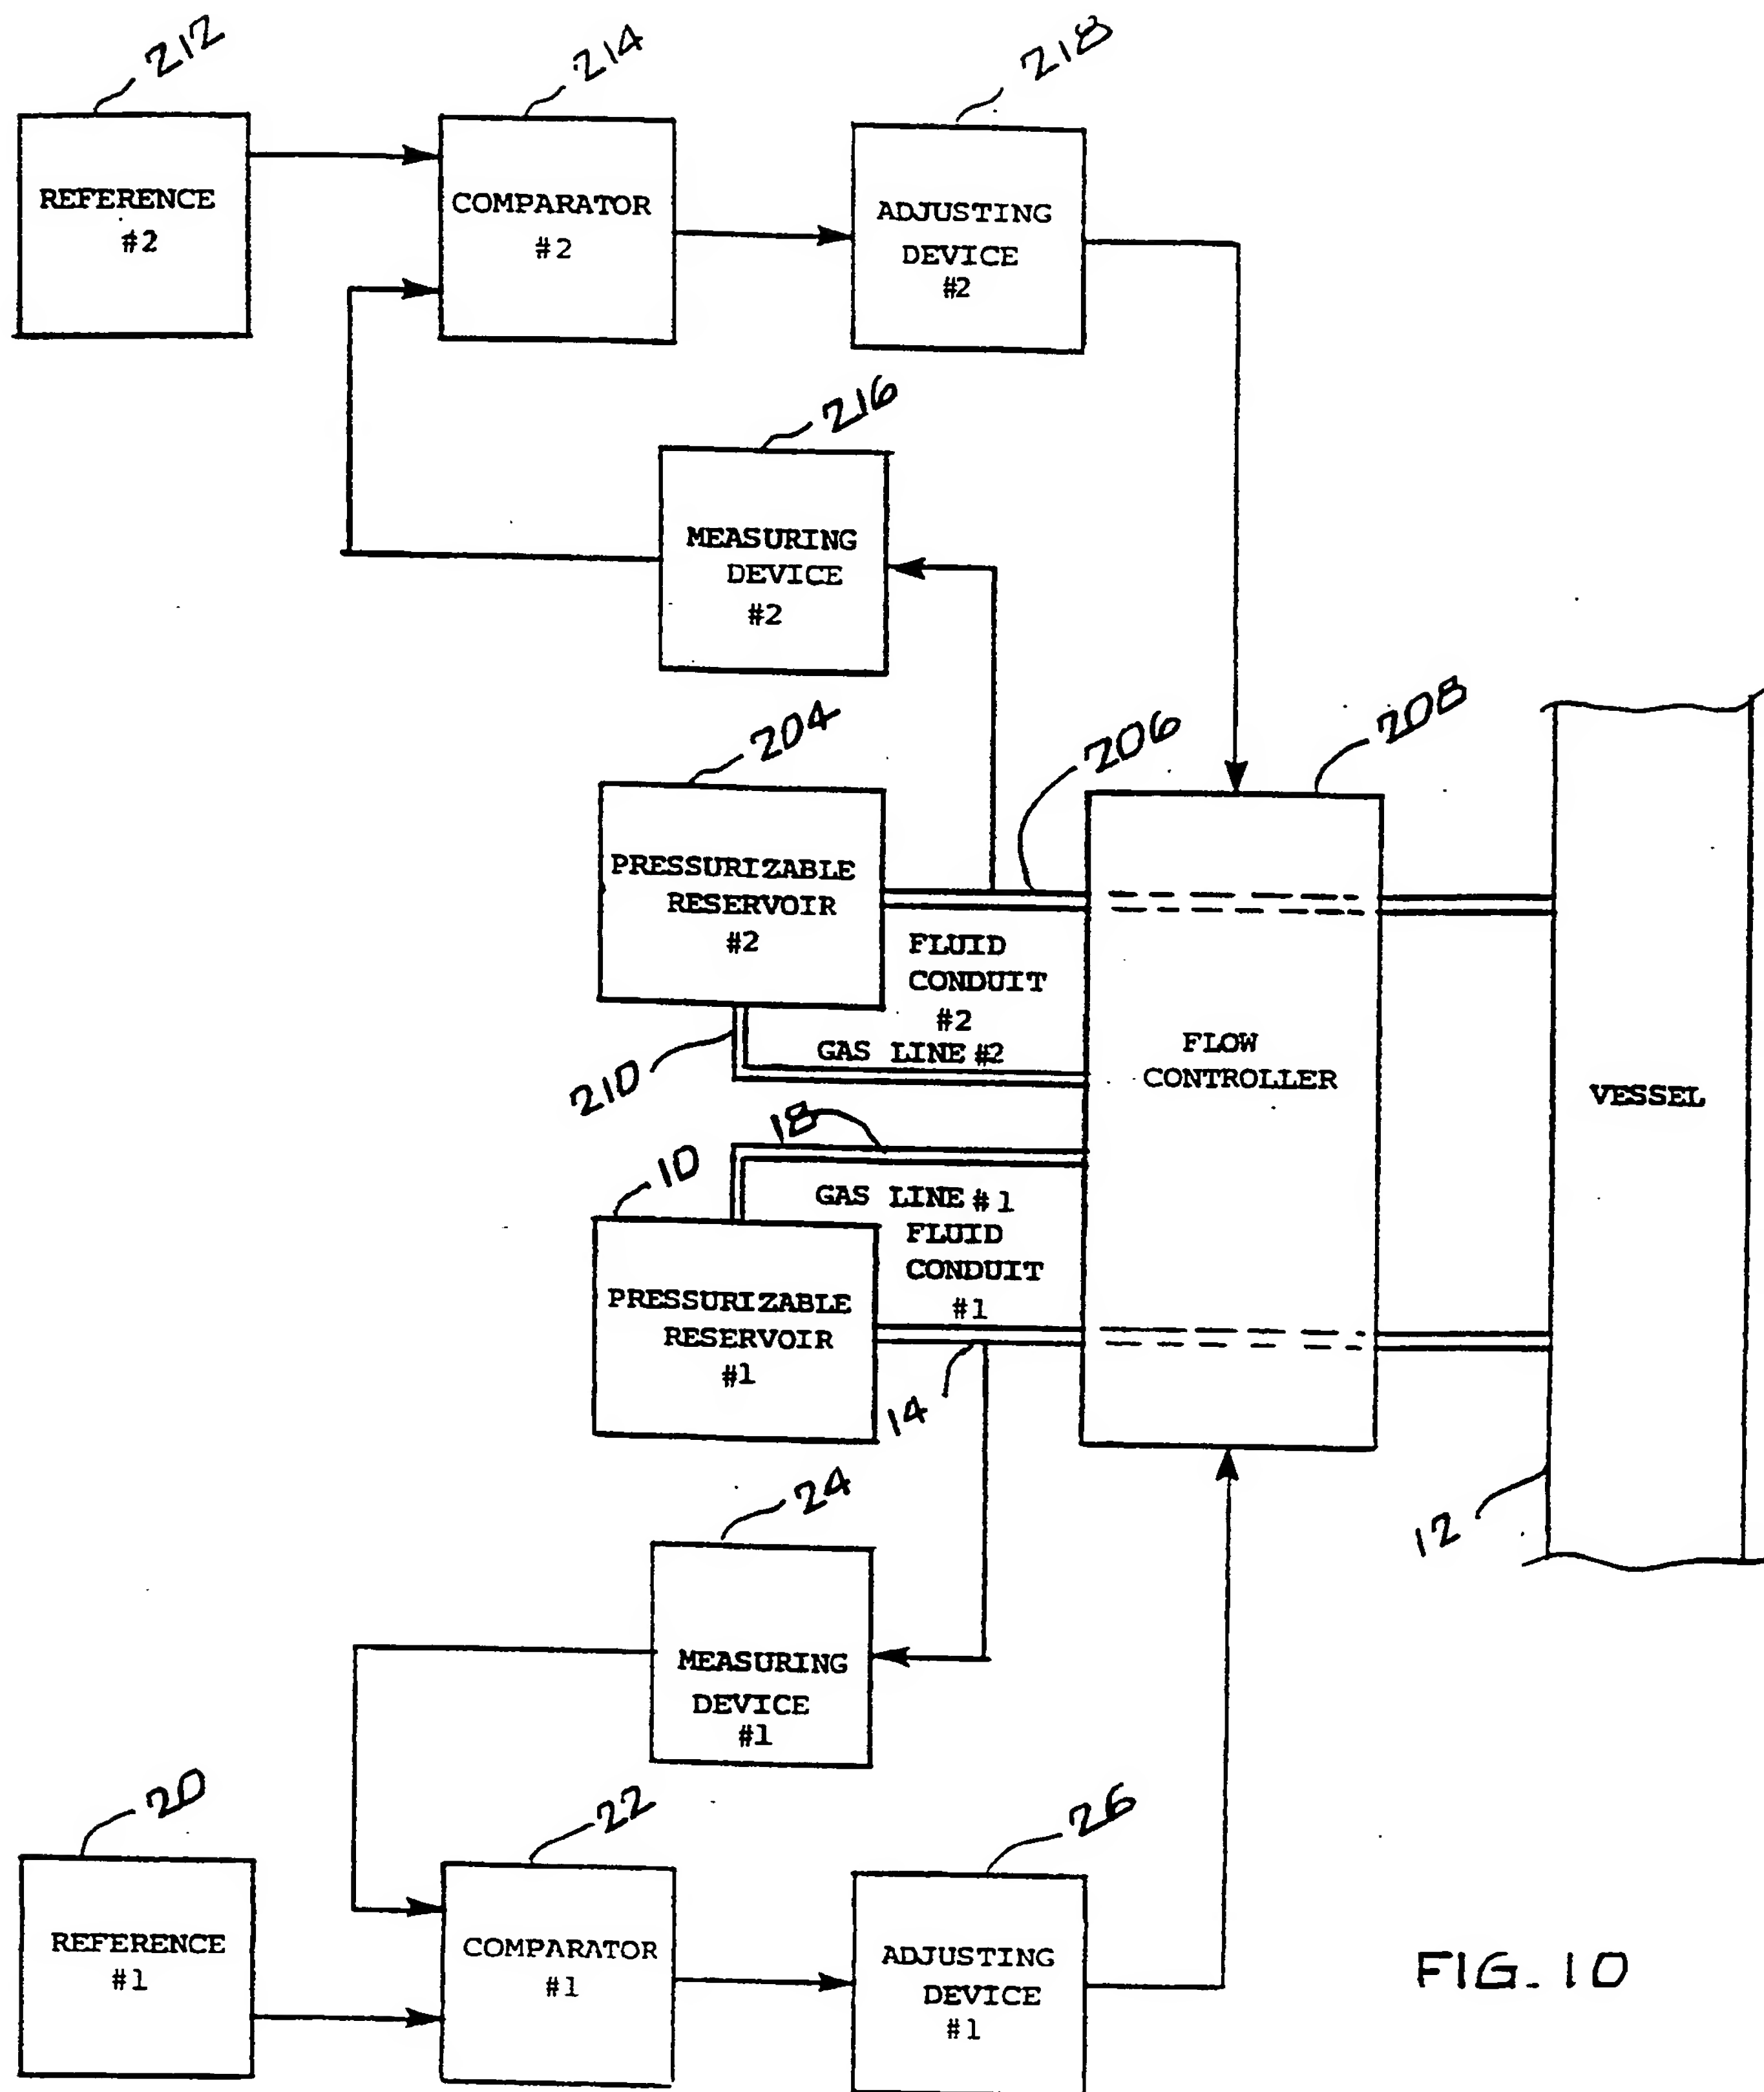 212
214
218
REFERENCE
#2
COMPARATOR
#2
ADJUSTING
DEVICE
#2
216
MEASURING
DEVICE
#2
204
206
208
PRESSURIZABLE
RESERVOIR
#2
FLUID
CONDUIT
#2
GAS LINE #2
210
FLOW
CONTROLLER
VESSEL
18
10
GAS LINE #1
FLUID
CONDUIT
#1
PRESSURIZABLE
RESERVOIR
#1
14
12
24
MEASURING
DEVICE
#1
20
22
26
REFERENCE
#1
COMPARATOR
#1
ADJUSTING
DEVICE
#1
FIG. 10